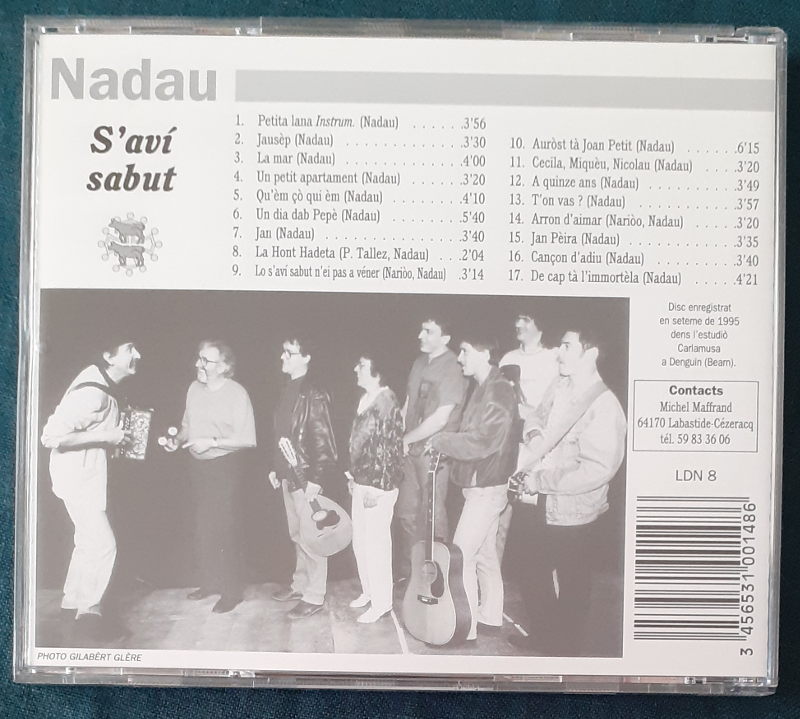 Nadau
S'aví
sabut
1. Petita lana Instrum. (Nadau) . . . . . .3'56
2. Jausèp (Nadau) . . . . . . . . . . . . .3'30
3. La mar (Nadau) . . . . . . . . . . . . .4'00
4. Un petit apartament (Nadau) . . . . . .3'20
5. Qu'èm çò qui èm (Nadau) . . . . . . . .4'10
6. Un dia dab Pepè (Nadau) . . . . . . . .5'40
7. Jan (Nadau) . . . . . . . . . . . . . . .3'40
8. La Hont Hadeta (P. Tallez, Nadau) . . .2'04
9. Lo s'aví sabut n'ei pas a véner (Nariòo, Nadau) .3'14
10. Auròst tà Joan Petit (Nadau) . . . . . .6'15
11. Cecila, Miquèu, Nicolau (Nadau) . . . . .3'20
12. A quinze ans (Nadau) . . . . . . . . . .3'49
13. T'on vas ? (Nadau) . . . . . . . . . . .3'57
14. Arron d'aimar (Nariòo, Nadau) . . . . . .3'20
15. Jan Pèira (Nadau) . . . . . . . . . . . .3'35
16. Cançon d'adiu (Nadau) . . . . . . . . . .3'40
17. De cap tà l'immortèla (Nadau) . . . . .4'21
Disc enregistrat
en seteme de 1995
dens l'estudiò
Carlamusa
a Denguin (Bearn).
Contacts
Michel Maffrand
64170 Labastide-Cézeracq
tél. 59 83 36 06
LDN 8
3 456531 001486
PHOTO GILABÈRT GLÈRE